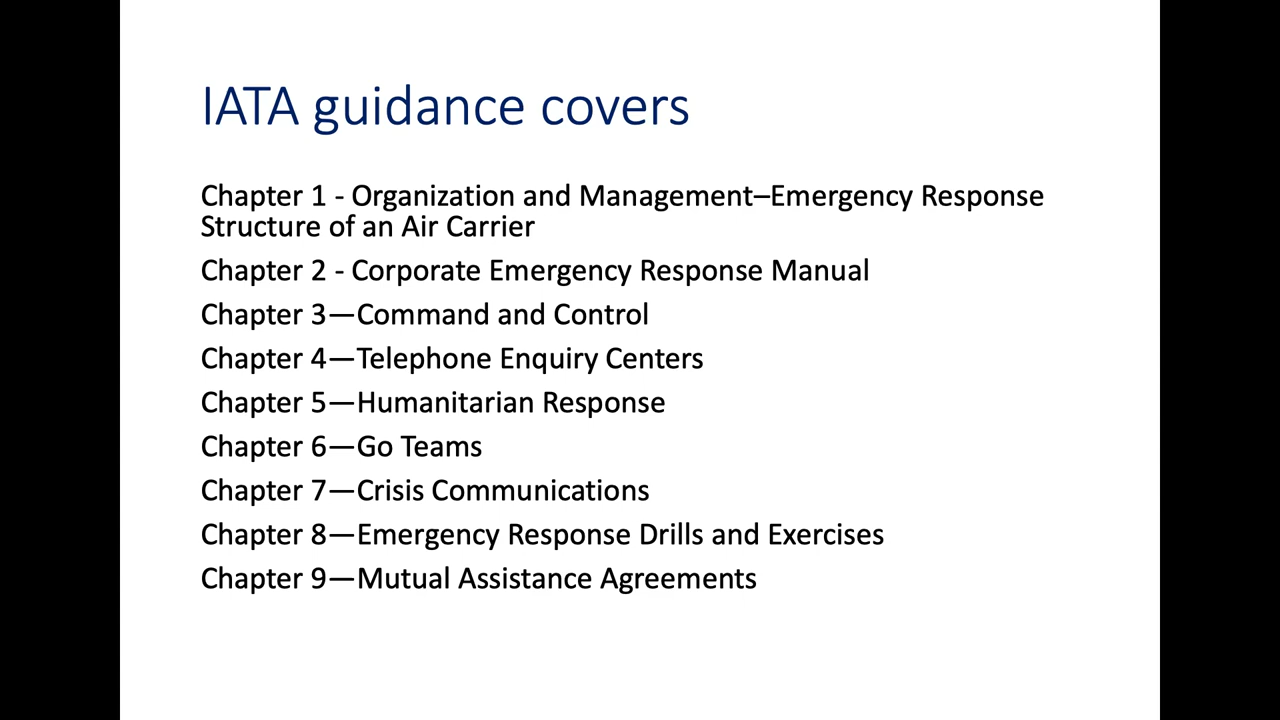 IATA guidance covers
Chapter 1 - Organization and Management–Emergency Response
Structure of an Air Carrier
Chapter 2 - Corporate Emergency Response Manual
Chapter 3—Command and Control
Chapter 4—Telephone Enquiry Centers
Chapter 5—Humanitarian Response
Chapter 6—Go Teams
Chapter 7—Crisis Communications
Chapter 8—Emergency Response Drills and Exercises
Chapter 9—Mutual Assistance Agreements